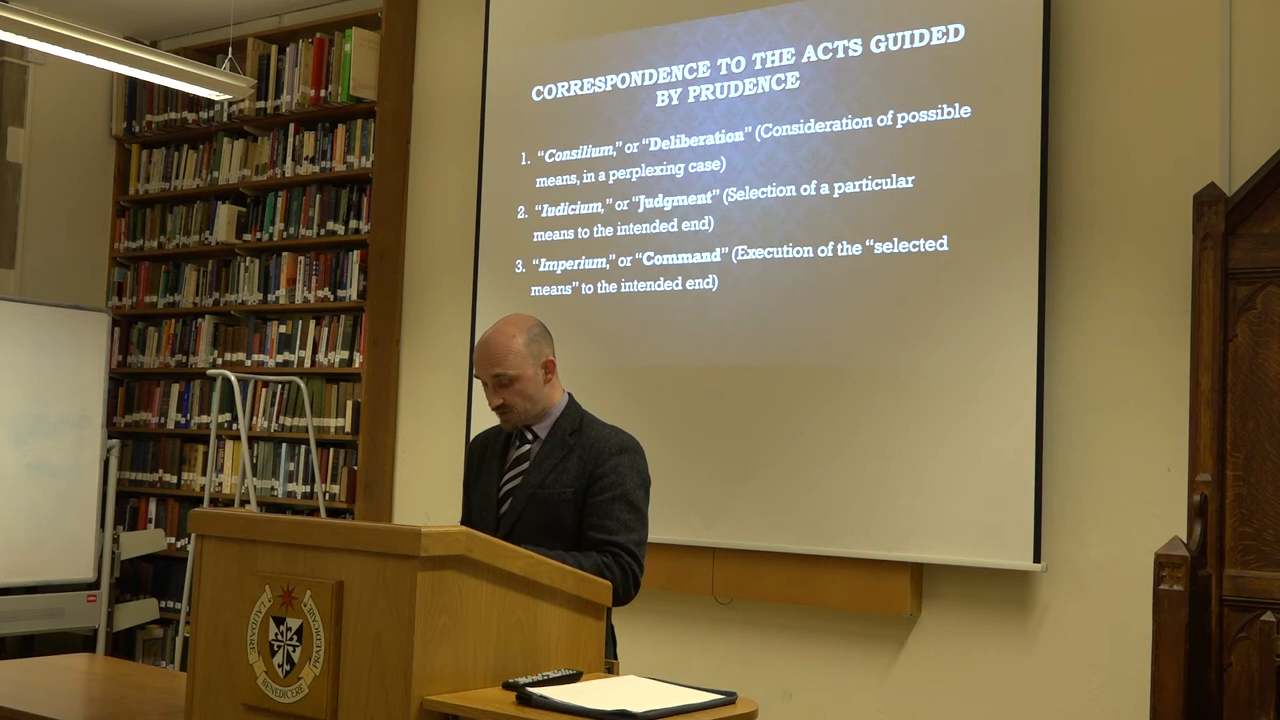 CORRESPONDENCE TO THE ACTS GUIDED
BY PRUDENCE
1. “Consilium,” or “Deliberation” (Consideration of possible
means, in a perplexing case)
2. “Iudicium,” or “Judgment” (Selection of a particular
means to the intended end)
3. “Imperium,” or “Command” (Execution of the “selected
means” to the intended end)
LAUDARE
BENEDICERE
PRAEDICARE